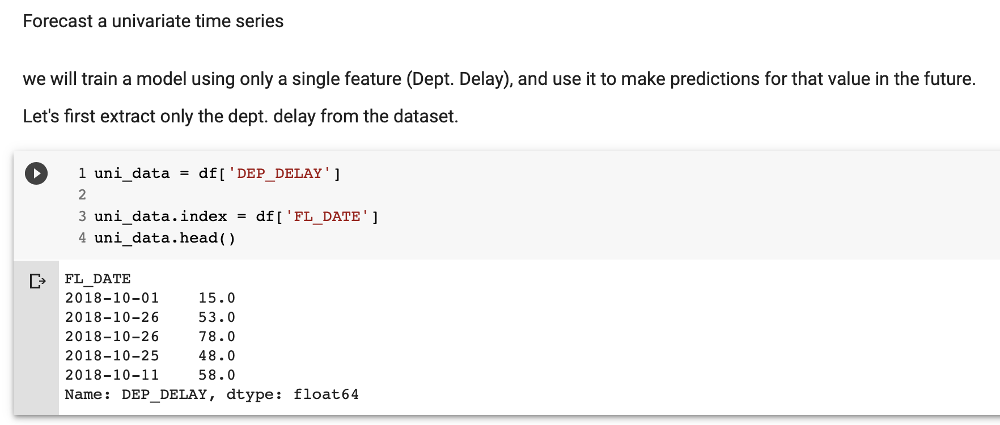 Forecast a univariate time series
we will train a model using only a single feature (Dept. Delay), and use it to make predictions for that value in the future.
Let's first extract only the dept. delay from the dataset.
1 uni_data = df['DEP_DELAY']
2
3 uni_data.index = df['FL_DATE']
4 uni_data.head()
FL_DATE
2018-10-01    15.0
2018-10-26    53.0
2018-10-26    78.0
2018-10-25    48.0
2018-10-11    58.0
Name: DEP_DELAY, dtype: float64